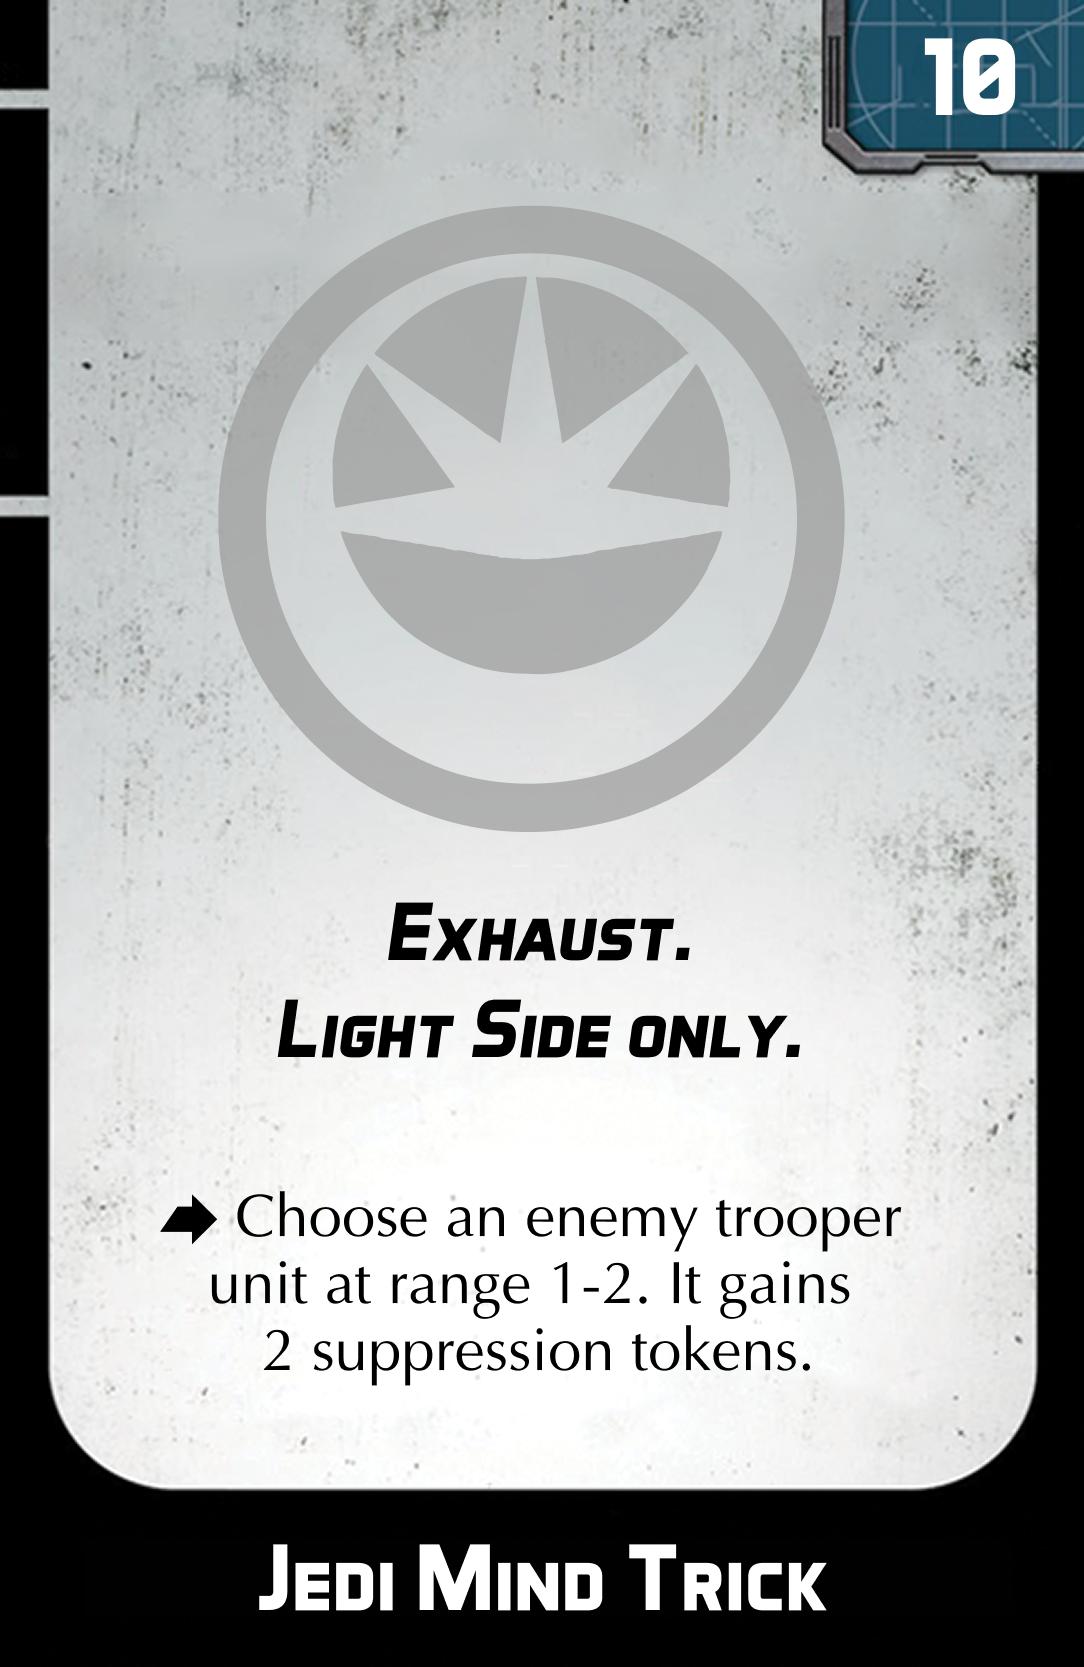 10
Exhaust.
Light Side only.
Choose an enemy trooper
unit at range 1-2. It gains
2 suppression tokens.
Jedi Mind Trick